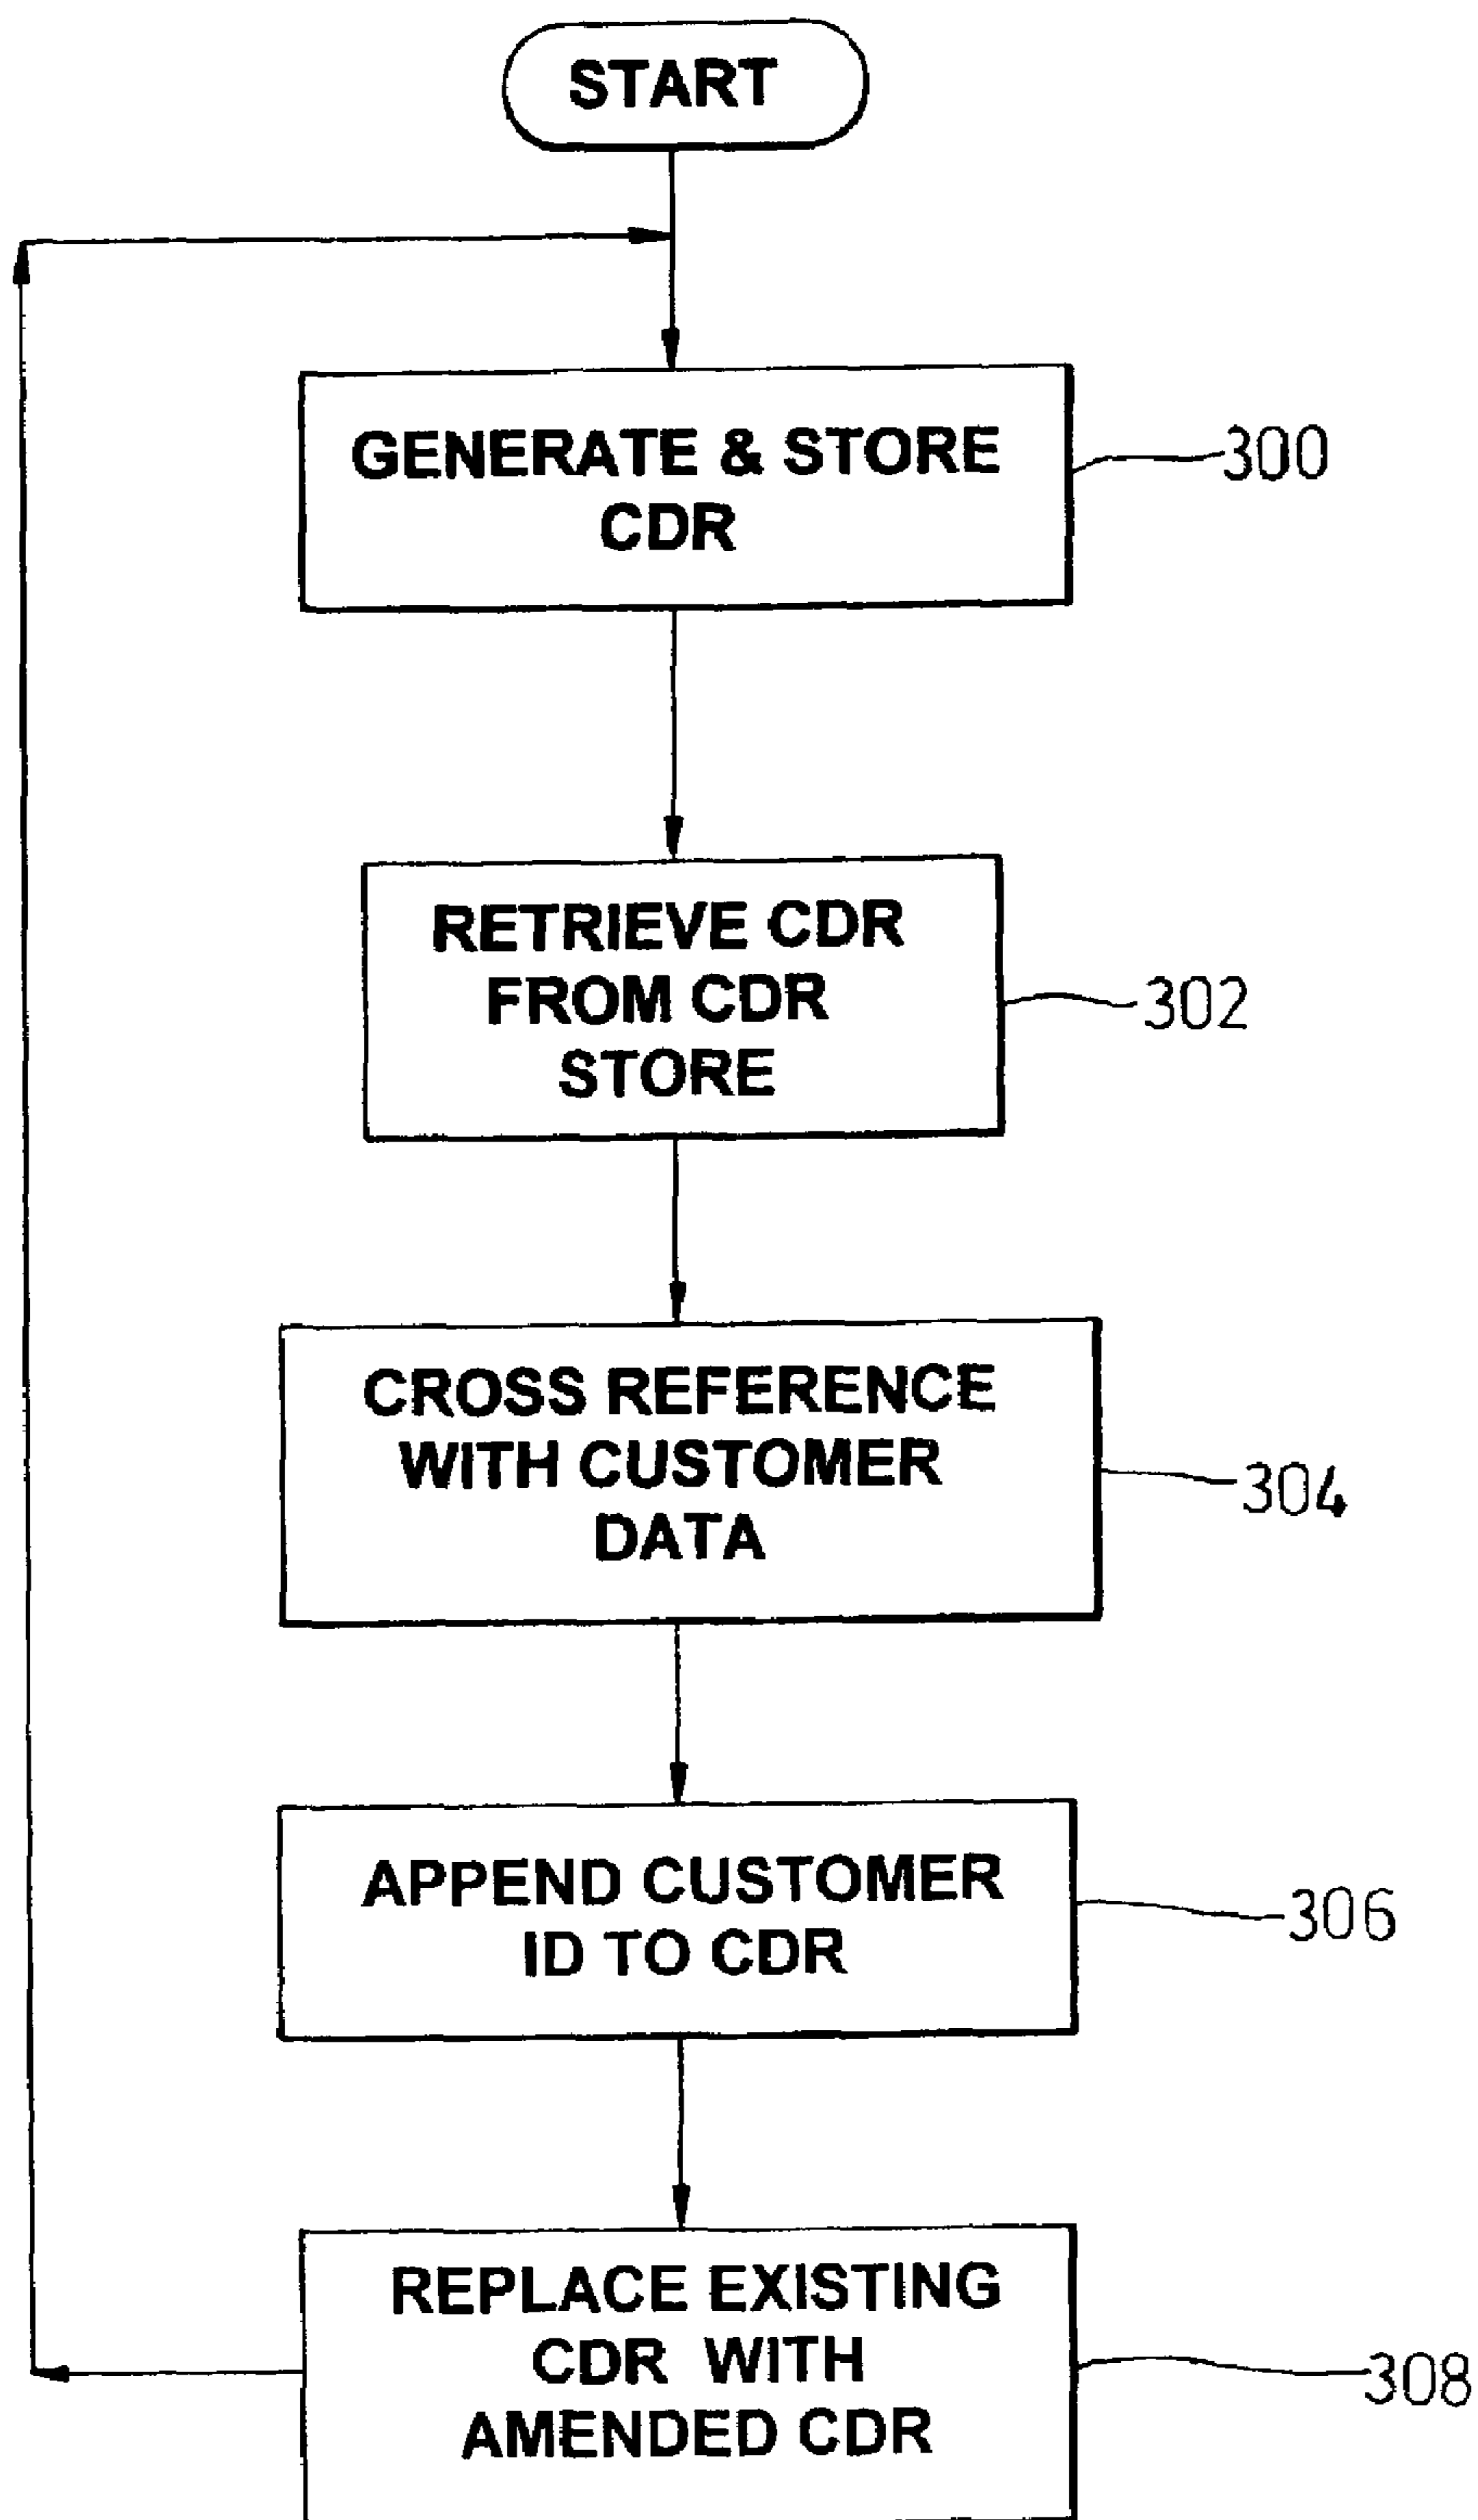 START
GENERATE & STORE
CDR
300
RETRIEVE CDR
FROM CDR
STORE
302
CROSS REFERENCE
WITH CUSTOMER
DATA
304
APPEND CUSTOMER
ID TO CDR
306
REPLACE EXISTING
CDR WITH
AMENDED CDR
308